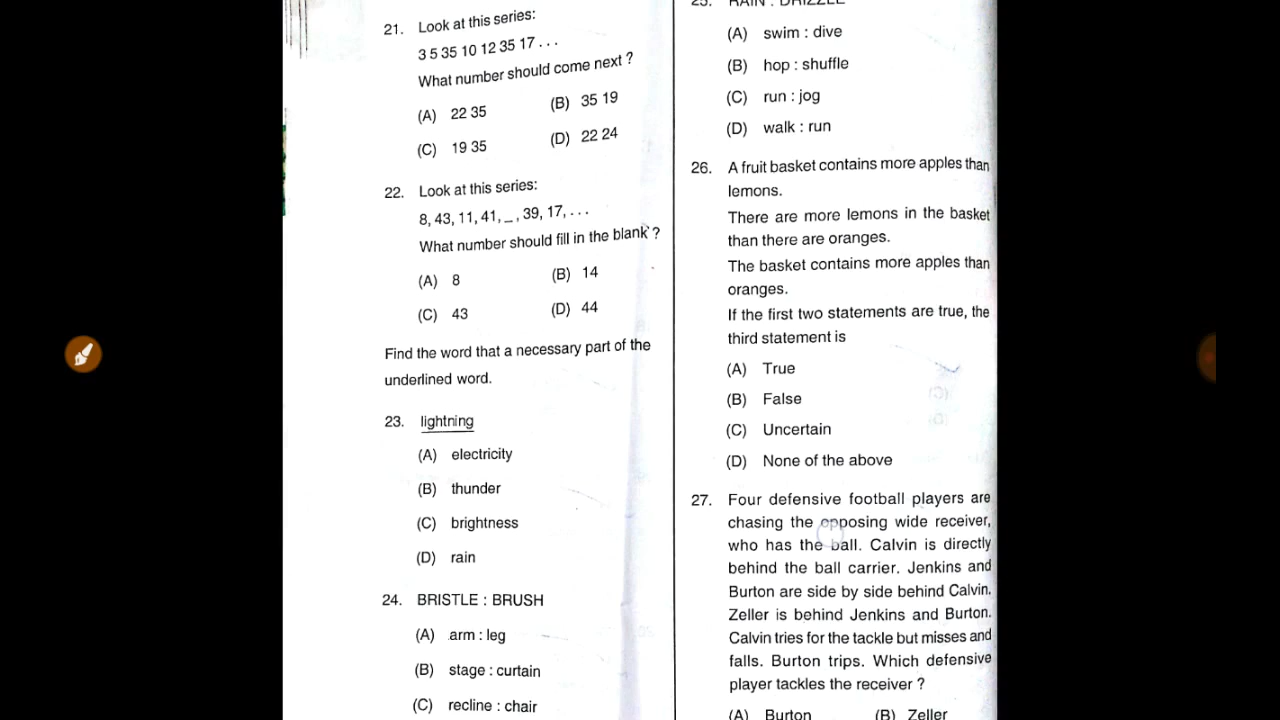 21. Look at this series:
3 5 35 10 12 35 17 . . .
What number should come next ?
(A) 22 35
(B) 35 19
(C) 19 35
(D) 22 24
22. Look at this series:
8, 43, 11, 41, _ , 39, 17, . . .
What number should fill in the blank ?
(A) 8
(B) 14
(C) 43
(D) 44
Find the word that a necessary part of the
underlined word.
23. lightning
(A) electricity
(B) thunder
(C) brightness
(D) rain
24. BRISTLE : BRUSH
(A) arm : leg
(B) stage : curtain
(C) recline : chair
25. RAIN : DRIZZLE
(A) swim : dive
(B) hop : shuffle
(C) run : jog
(D) walk : run
26. A fruit basket contains more apples than
lemons.
There are more lemons in the basket
than there are oranges.
The basket contains more apples than
oranges.
If the first two statements are true, the
third statement is
(A) True
(B) False
(C) Uncertain
(D) None of the above
27. Four defensive football players are
chasing the opposing wide receiver,
who has the ball. Calvin is directly
behind the ball carrier. Jenkins and
Burton are side by side behind Calvin.
Zeller is behind Jenkins and Burton.
Calvin tries for the tackle but misses and
falls. Burton trips. Which defensive
player tackles the receiver ?
(A) Burton
(B) Zeller